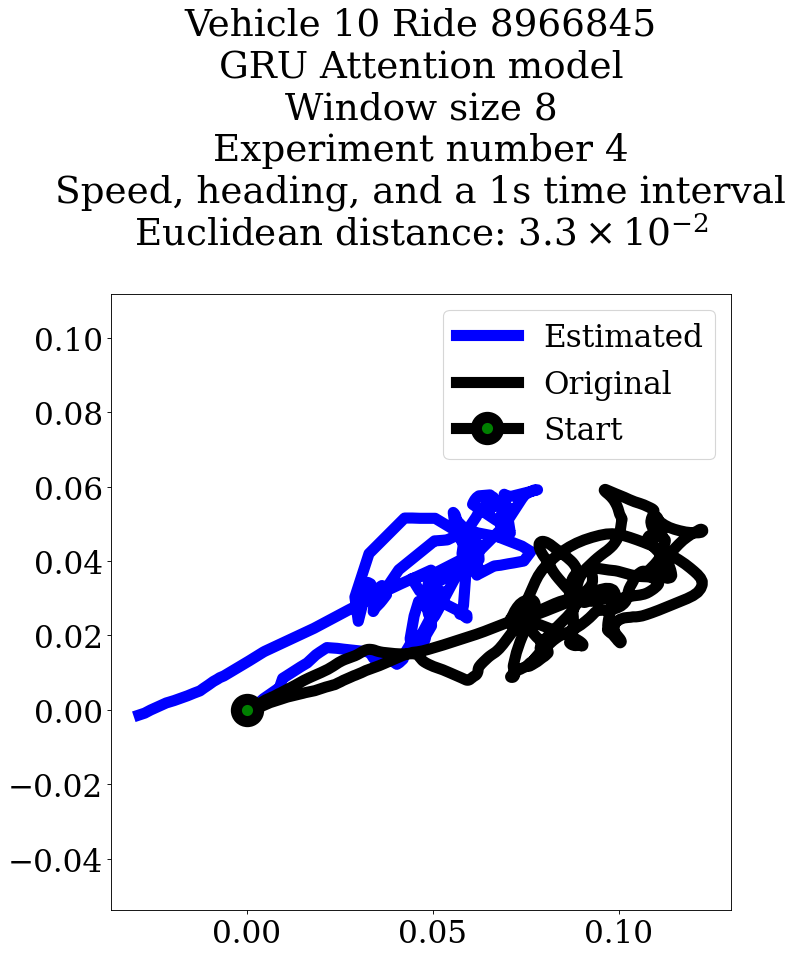 Vehicle 10 Ride 8966845
GRU Attention model
Window size 8
Experiment number 4
Speed, heading, and a 1s time interval
Euclidean distance: 3.3 × 10⁻²
Estimated
Original
Start
0.10
0.08
0.06
0.04
0.02
0.00
−0.02
−0.04
0.00 0.05 0.10